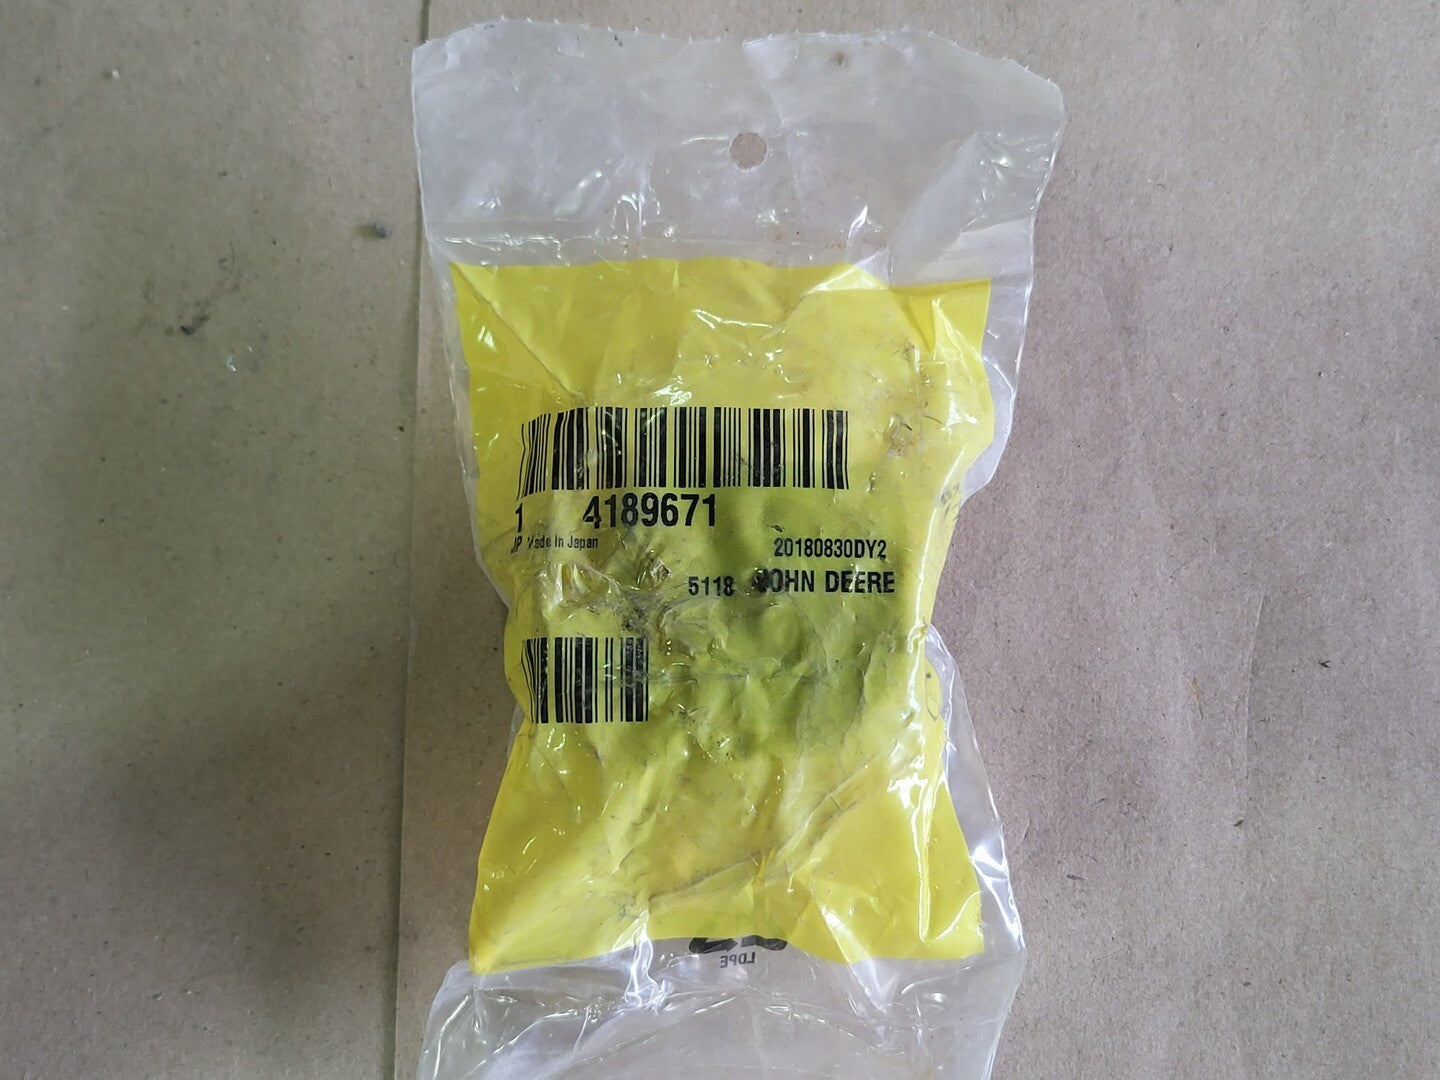 1 4189671
JP Made In Japan
20180830DY2
5118 JOHN DEERE
LDPE